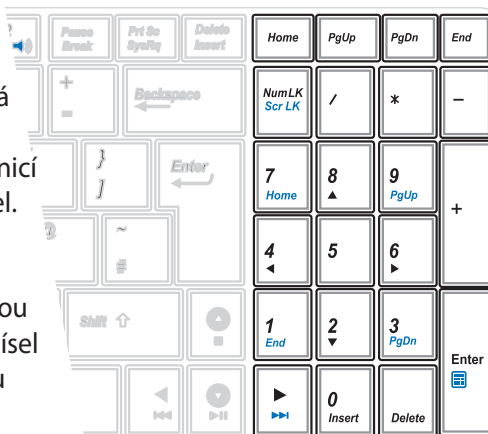 ?
Pause
Break
Prt Sc
SysRq
Delete
Insert
Home
PgUp
PgDn
End
á
+
=
Backspace
NumLK
Scr LK
/
*
−
nicí
el.
}
]
Enter
7
Home
8
9
PgUp
+
@
~
#
4
5
6
ou
ísel
u
Shift
1
End
2
3
PgDn
Enter
0
Insert
Delete